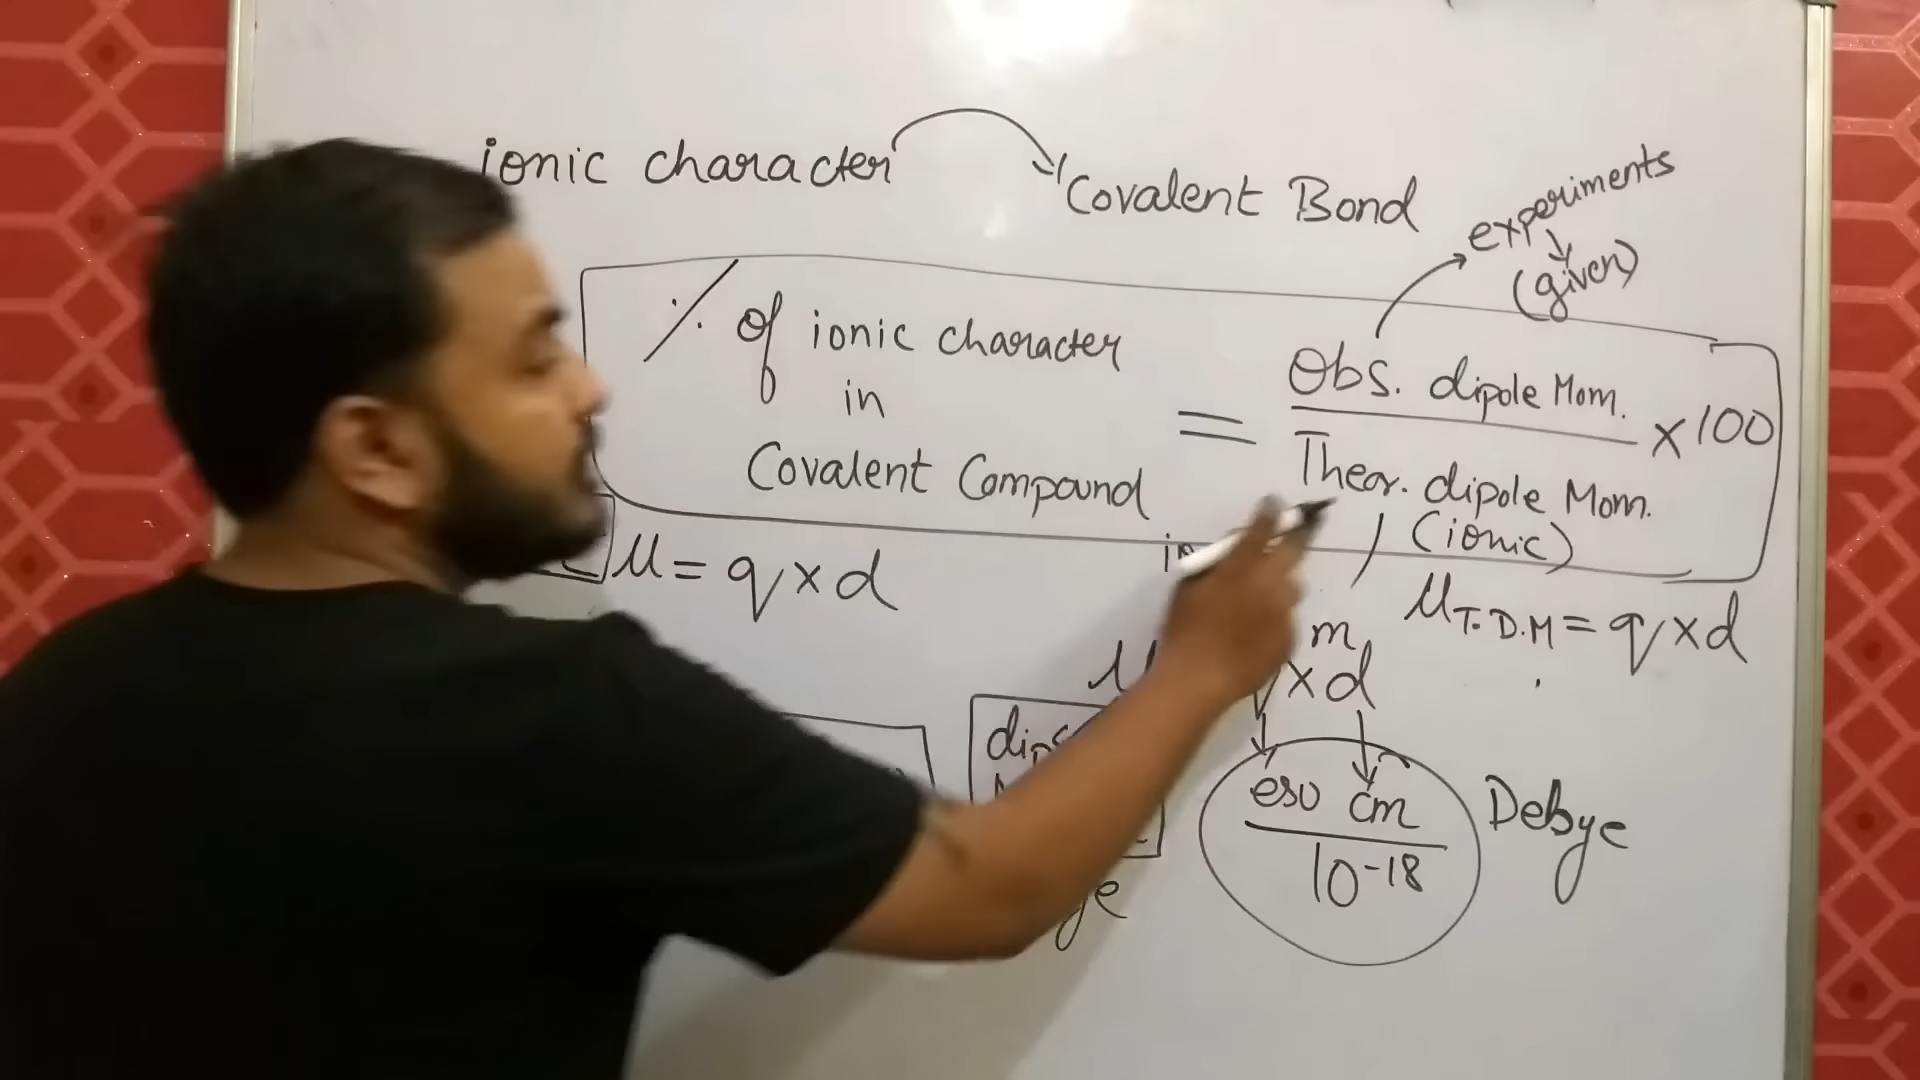 ionic character
Covalent Bond
experiments
(given)
% of ionic character
in
Covalent Compound
=
Obs. dipole Mom.
Theor. dipole Mom.
(ionic)
×100
μ = q×d
μT.D.M = q×d
m
μ
×d
esu cm
10-18
Debye